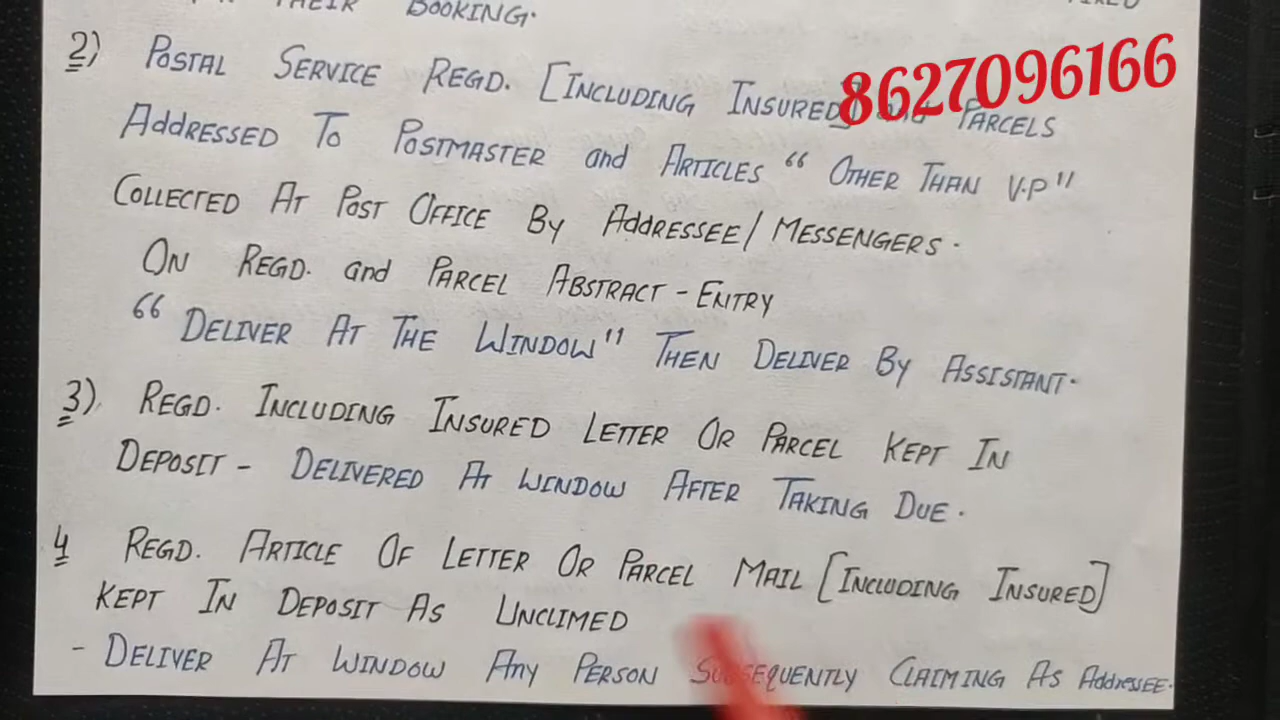 THEIR BOOKING.
2) POSTAL SERVICE REGD. [INCLUDING INSURED] and PARCELS
8627096166
ADDRESSED TO POSTMASTER and ARTICLES “ OTHER THAN V.P"
COLLECTED AT POST OFFICE BY ADDRESSEE/MESSENGERS.
ON REGD. and PARCEL ABSTRACT - ENTRY
“ DELIVER AT THE WINDOW" THEN DELIVER BY ASSISTANT.
3) REGD. INCLUDING INSURED LETTER OR PARCEL KEPT IN
DEPOSIT - DELIVERED AT WINDOW AFTER TAKING DUE.
4 REGD. ARTICLE OF LETTER OR PARCEL MAIL [INCLUDING INSURED]
KEPT IN DEPOSIT AS UNCLIMED
- DELIVER AT WINDOW ANY PERSON SUBSEQUENTLY CLAIMING AS ADDRESSEE.